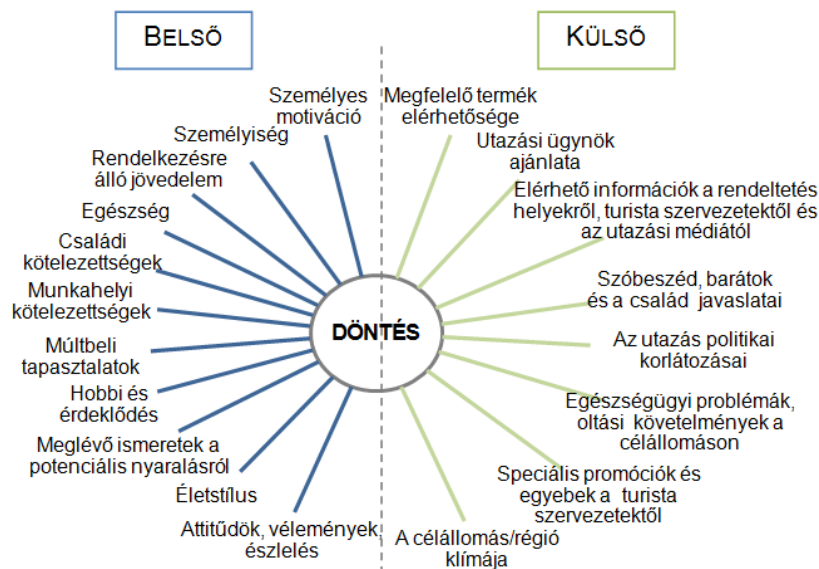 BELSŐ
KÜLSŐ
Személyes
motiváció
Személyiség
Rendelkezésre
álló jövedelem
Egészség
Családi
kötelezettségek
Munkahelyi
kötelezettségek
Múltbeli
tapasztalatok
Hobbi és
érdeklődés
Meglévő ismeretek a
potenciális nyaralásról
Életstílus
Attitűdök, vélemények,
észlelés
DÖNTÉS
Megfelelő termék
elérhetősége
Utazási ügynök
ajánlata
Elérhető információk a rendeltetés
helyekről, turista szervezetektől és
az utazási médiától
Szóbeszéd, barátok
és a család javaslatai
Az utazás politikai
korlátozásai
Egészségügyi problémák,
oltási követelmények a
célállomáson
Speciális promóciók és
egyebek a turista
szervezetektől
A célállomás/régió
klímája